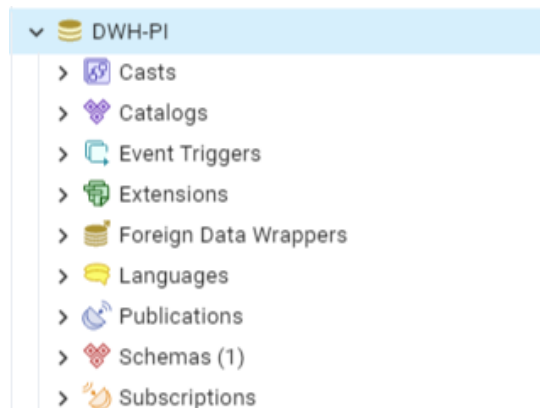 DWH-PI
Casts
Catalogs
Event Triggers
Extensions
Foreign Data Wrappers
Languages
Publications
Schemas (1)
Subscriptions